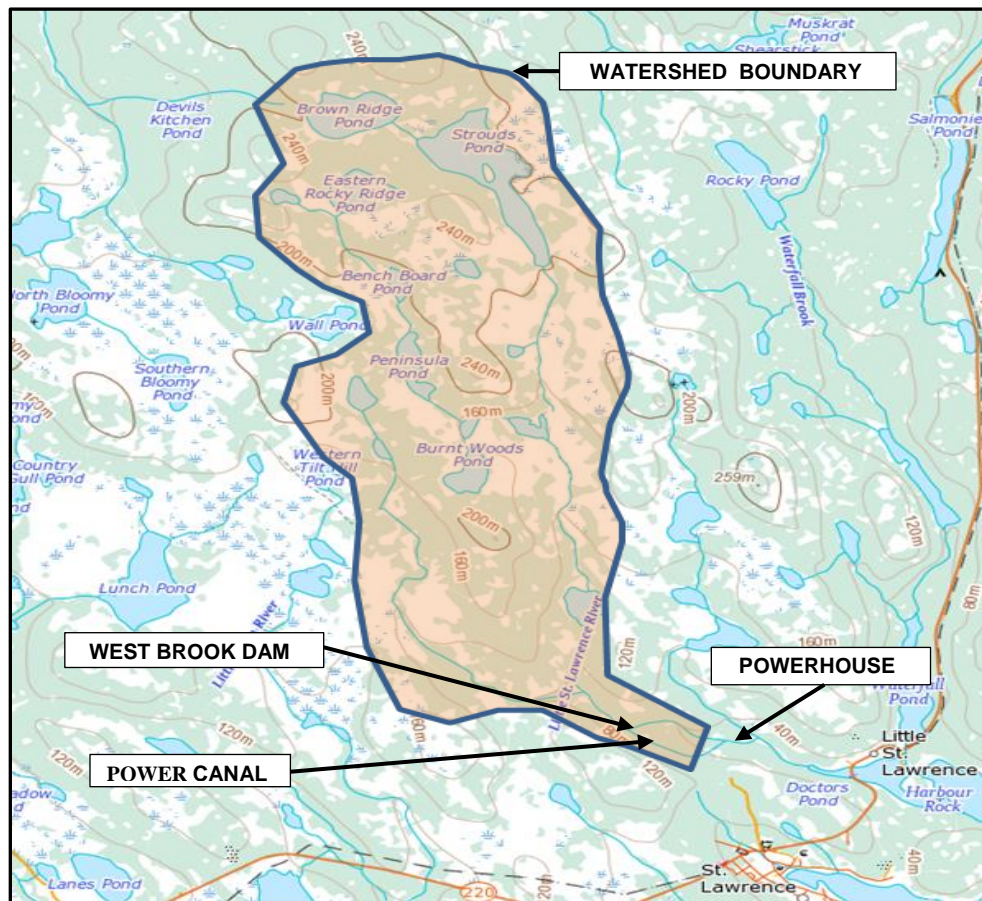 Muskrat
Pond
Shearstick
WATERSHED BOUNDARY
Devils
Kitchen
Pond
Brown Ridge
Pond
240m
Strouds
Pond
Salmonier
Pond
240m
Eastern
Rocky Ridge
Pond
Rocky Pond
240m
200m
Waterfall Brook
Bench Board
Pond
North Bloomy
Pond
Wall Pond
Southern
Bloomy
Pond
200m
Peninsula
Pond
240m
160m
160m
200m
Burnt Woods
Pond
Western
Tilt Hill
Pond
Country
Gull Pond
259m
200m
120m
160m
Lunch Pond
80m
Little St. Lawrence River
River
120m
160m
WEST BROOK DAM
POWERHOUSE
Waterfall
Pond
80m
40m
Little
St.
Lawrence
120m
120m
POWER CANAL
Doctors
Pond
Harbour
Rock
St.
Lawrence
40m
Lanes Pond
220
120m